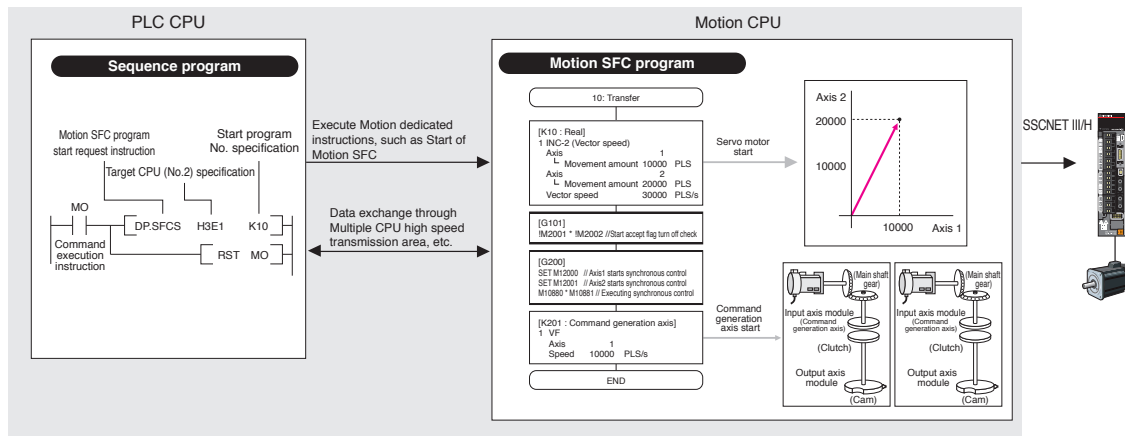 PLC CPU
Motion CPU
Sequence program
Motion SFC program
start request instruction
Start program
No. specification
Target CPU (No.2) specification
MO
DP.SFCS H3E1 K10
Command
execution
instruction
RST MO
Execute Motion dedicated
instructions, such as Start of
Motion SFC
Data exchange through
Multiple CPU high speed
transmission area, etc.
Motion SFC program
10: Transfer
[K10 : Real]
1 INC-2 (Vector speed)
Axis 1
Movement amount 10000 PLS
Axis 2
Movement amount 20000 PLS
Vector speed 30000 PLS/s
[G101]
!M2001 * !M2002 //Start accept flag turn off check
[G200]
SET M12000 // Axis1 starts synchronous control
SET M12001 // Axis2 starts synchronous control
M10880 * M10881 // Executing synchronous control
[K201 : Command generation axis]
1 VF
Axis 1
Speed 10000 PLS/s
END
Servo motor
start
Command
generation
axis start
Axis 2
20000
10000
10000 Axis 1
(Main shaft
gear)
Input axis module
(Command
generation axis)
(Clutch)
Output axis
module
(Cam)
(Main shaft
gear)
Input axis module
(Command
generation axis)
(Clutch)
Output axis
module
(Cam)
SSCNET III/H